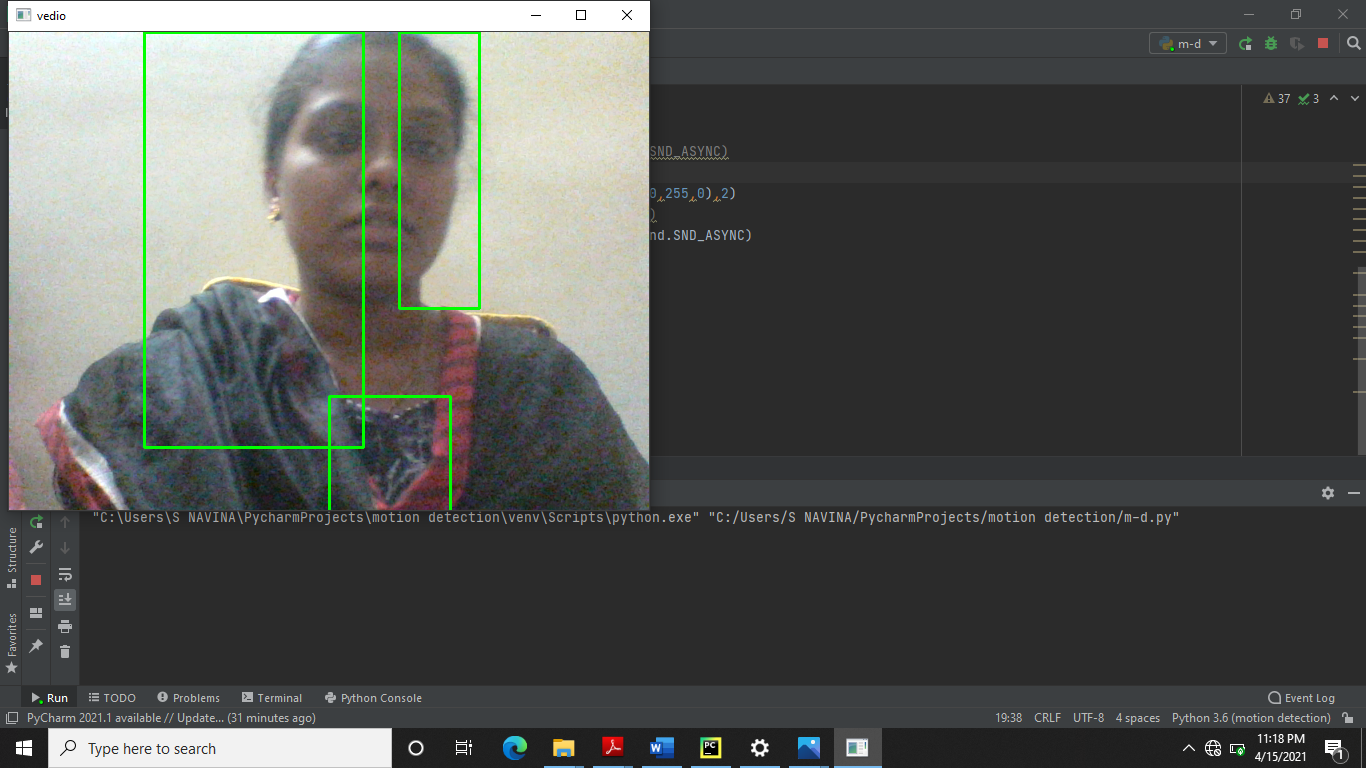 vedio
m-d
37
3
SND_ASYNC)
0,255,0),2)
)
nd.SND_ASYNC)
"C:\Users\S NAVINA\PycharmProjects\motion detection\venv\Scripts\python.exe" "C:/Users/S NAVINA/PycharmProjects/motion detection/m-d.py"
Structure
Favorites
Run
TODO
Problems
Terminal
Python Console
Event Log
PyCharm 2021.1 available // Update... (31 minutes ago)
19:38
CRLF
UTF-8
4 spaces
Python 3.6 (motion detection)
Type here to search
W
PC
11:18 PM
4/15/2021
1